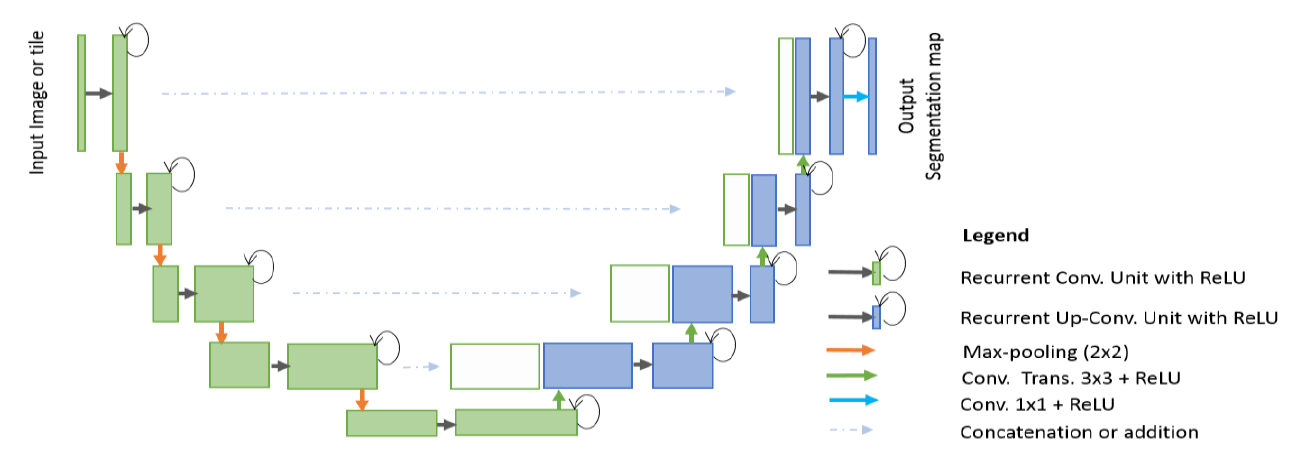 Input Image or tile
Output
Segmentation map
Legend
Recurrent Conv. Unit with ReLU
Recurrent Up-Conv. Unit with ReLU
Max-pooling (2x2)
Conv. Trans. 3x3 + ReLU
Conv. 1x1 + ReLU
Concatenation or addition